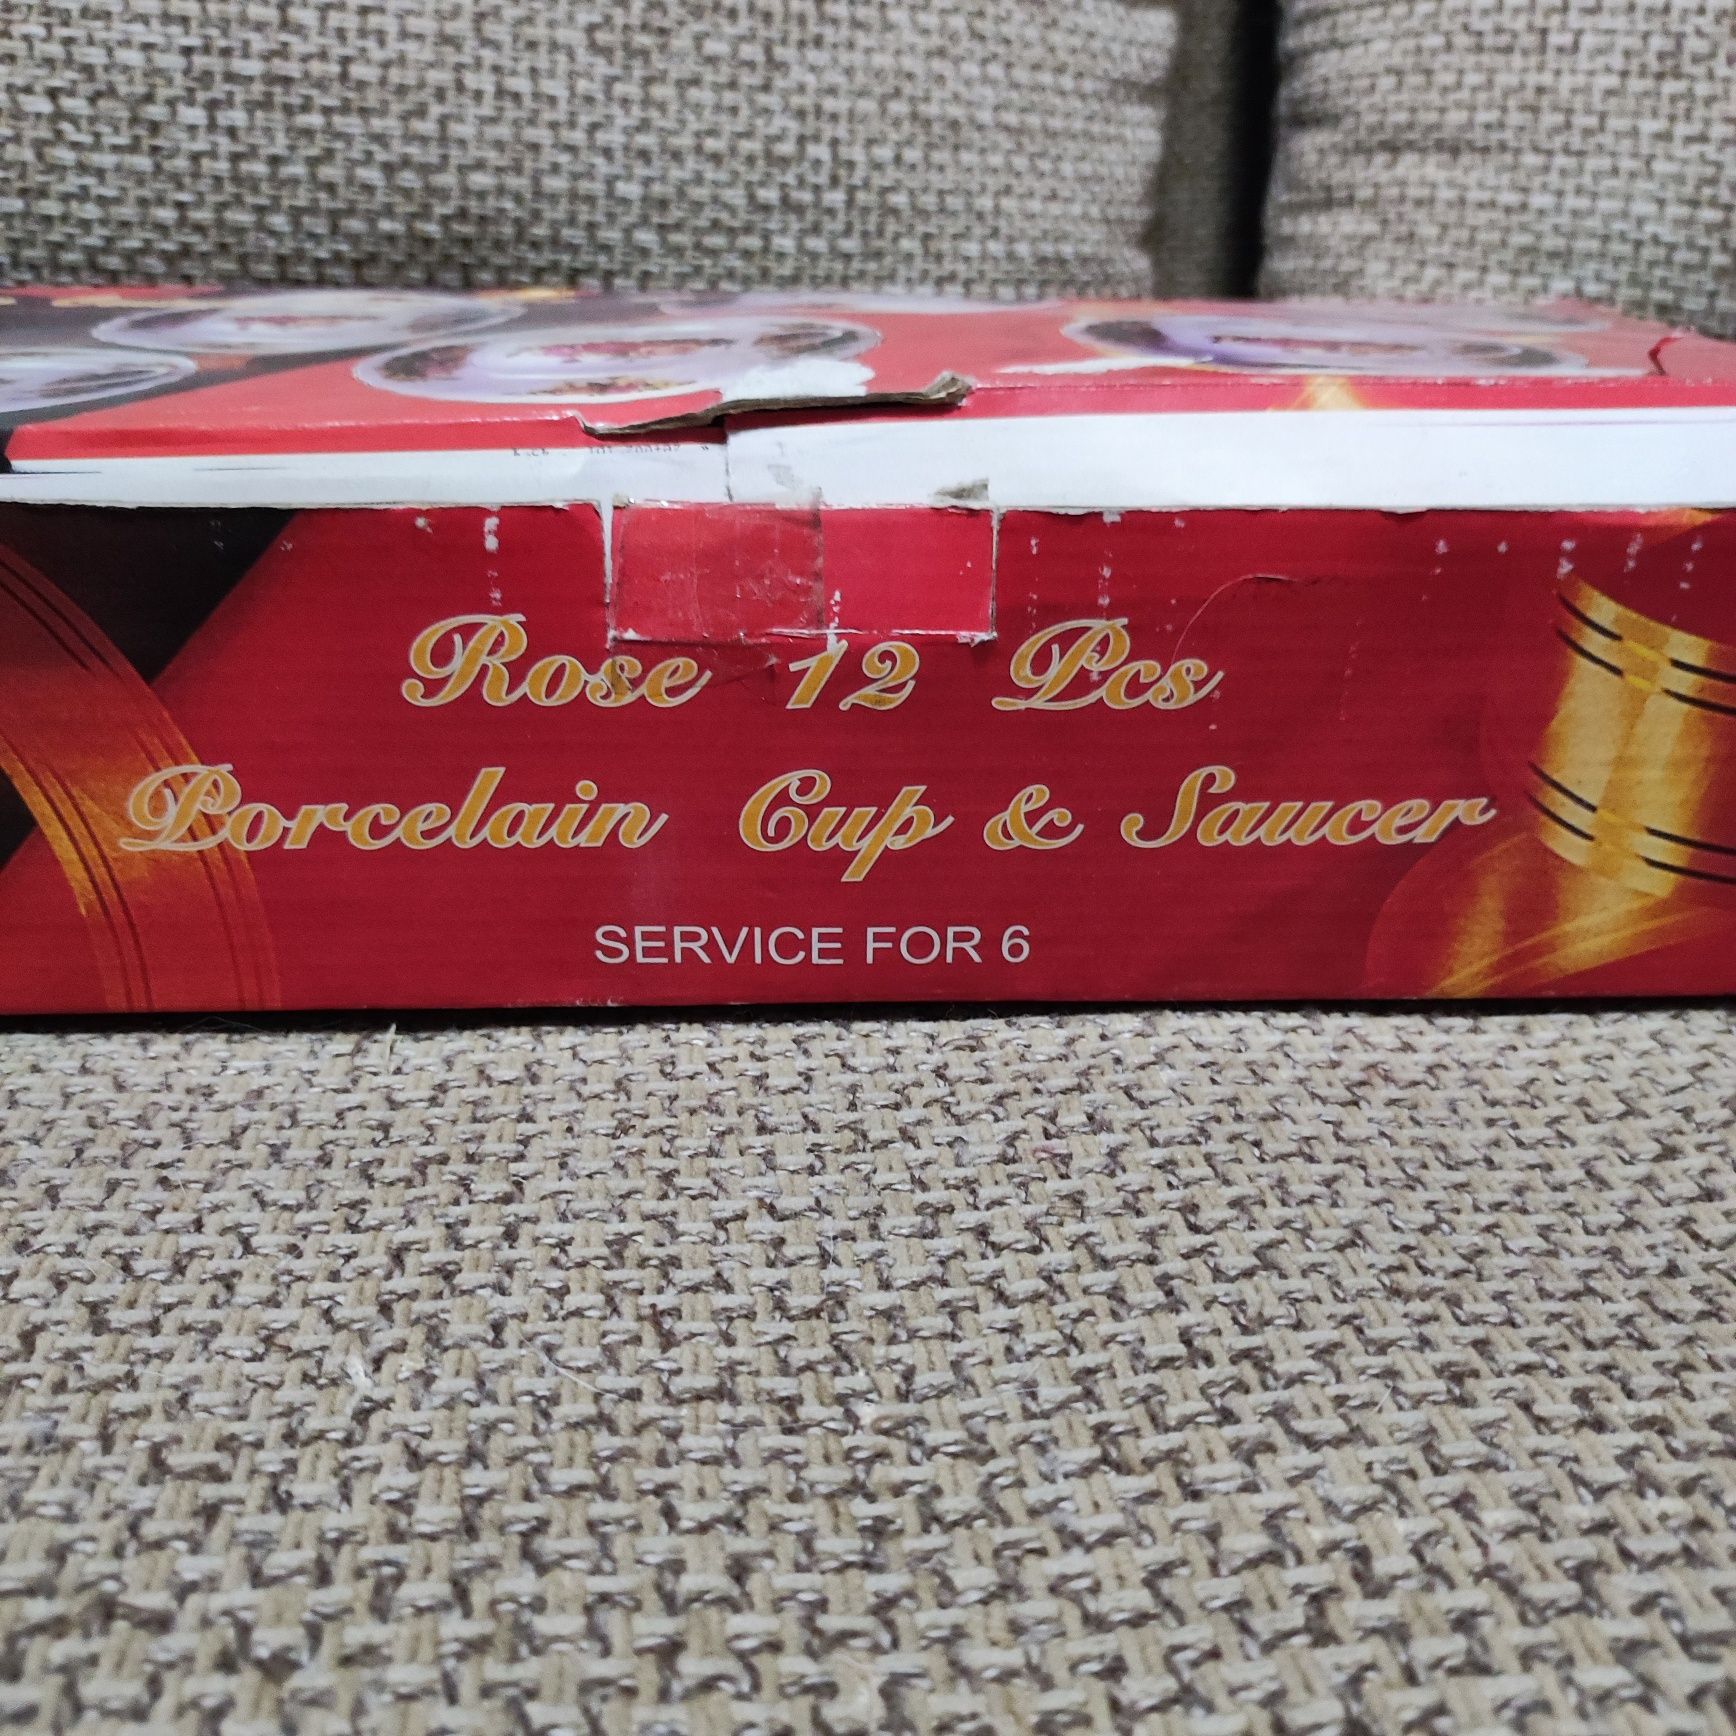 Rose 12 Pcs
Porcelain Cup & Saucer
SERVICE FOR 6